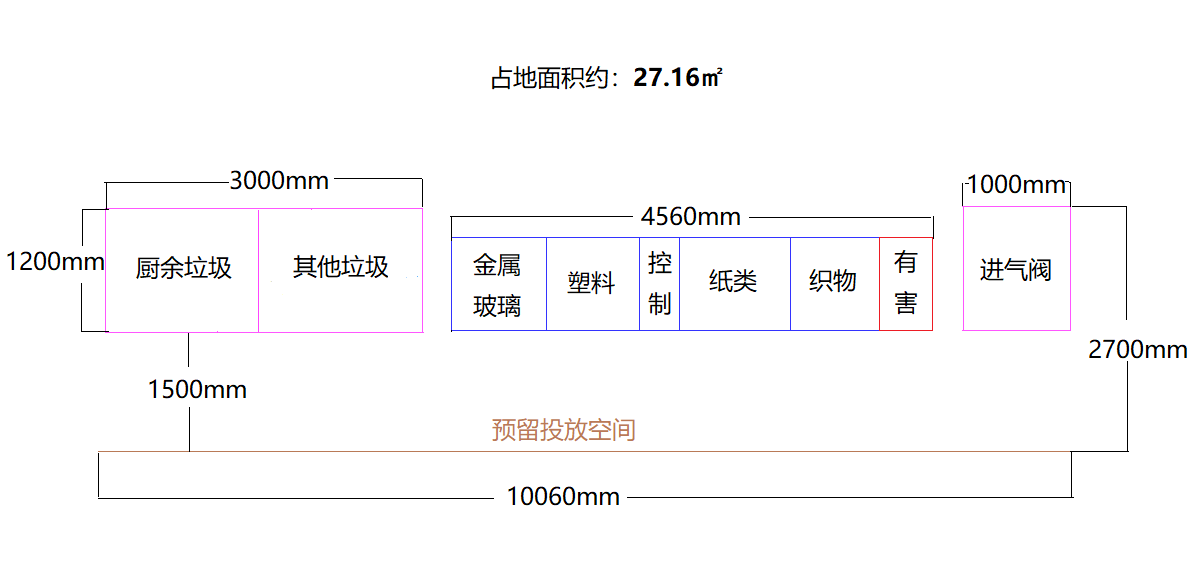 占地面积约：27.16㎡
3000mm
4560mm
1000mm
1200mm
厨余垃圾
其他垃圾
金属
玻璃
塑料
控
制
纸类
织物
有
害
进气阀
2700mm
1500mm
预留投放空间
10060mm